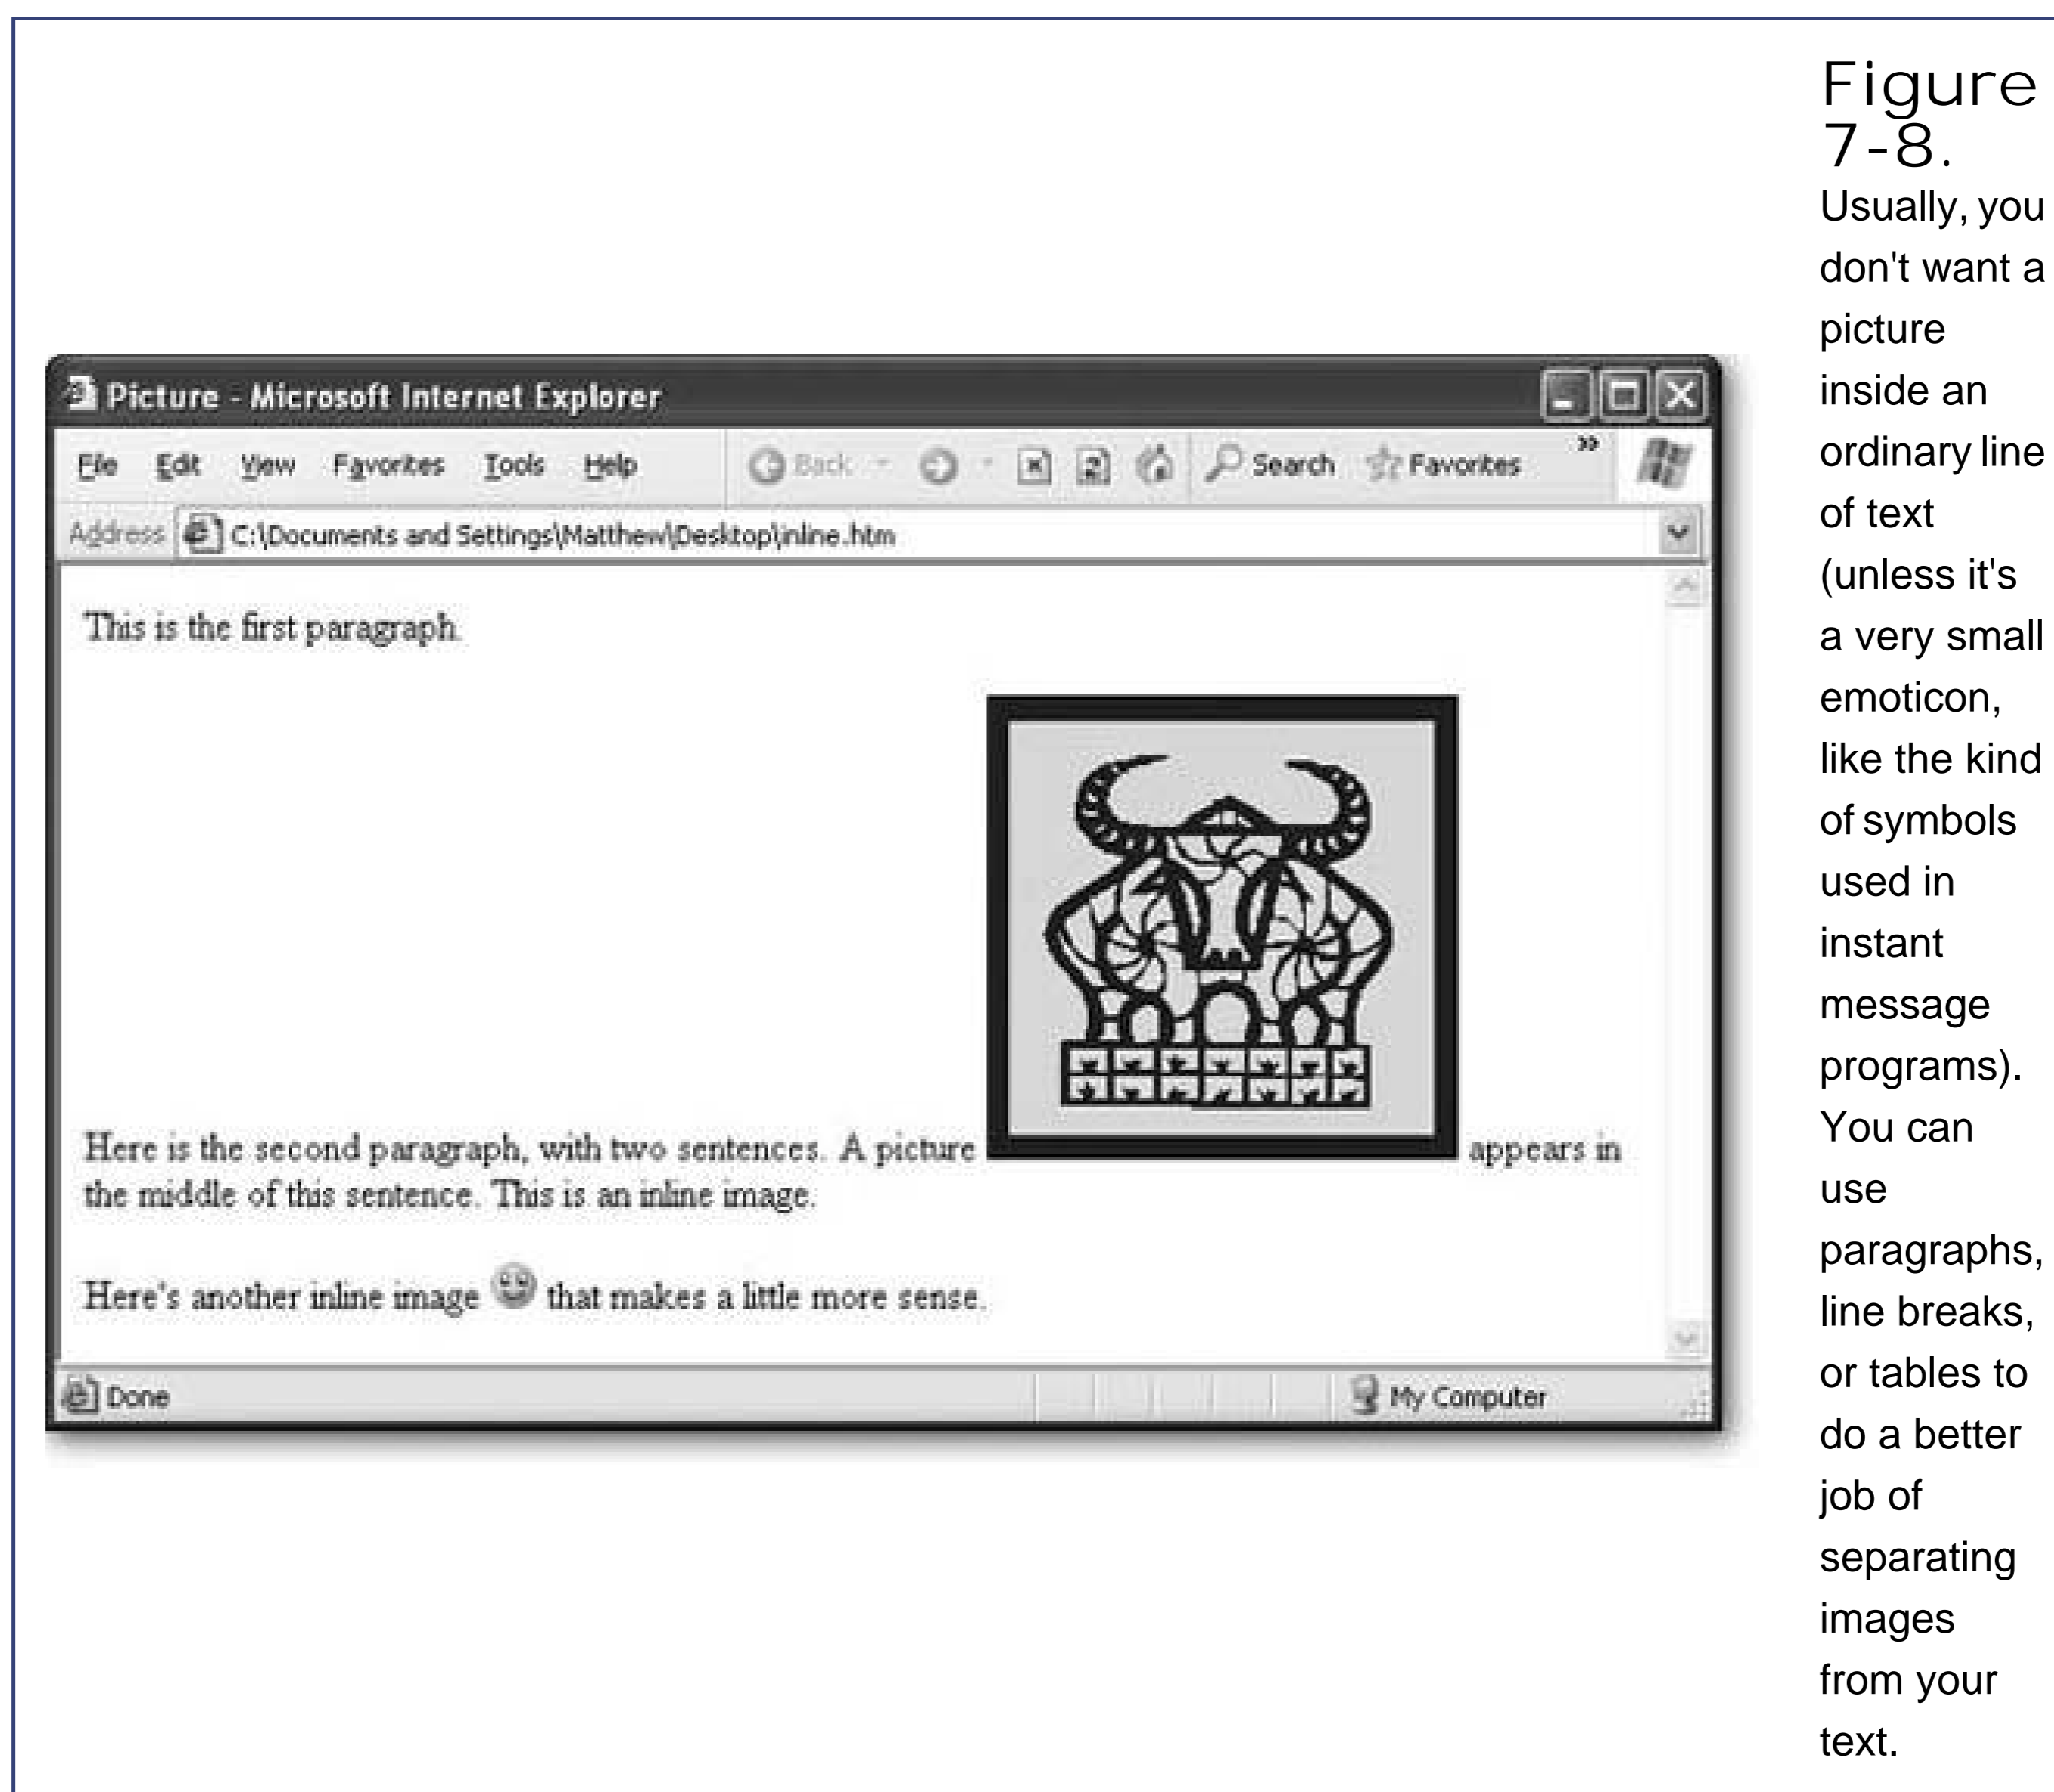 Picture - Microsoft Internet Explorer
File Edit View Favorites Tools Help Back Search Favorites »
Address C:\Documents and Settings\Matthew\Desktop\inline.htm
This is the first paragraph.
Here is the second paragraph, with two sentences. A picture appears in
the middle of this sentence. This is an inline image.
Here's another inline image that makes a little more sense.
Done My Computer
Figure
7-8.
Usually, you
don't want a
picture
inside an
ordinary line
of text
(unless it's
a very small
emoticon,
like the kind
of symbols
used in
instant
message
programs).
You can
use
paragraphs,
line breaks,
or tables to
do a better
job of
separating
images
from your
text.